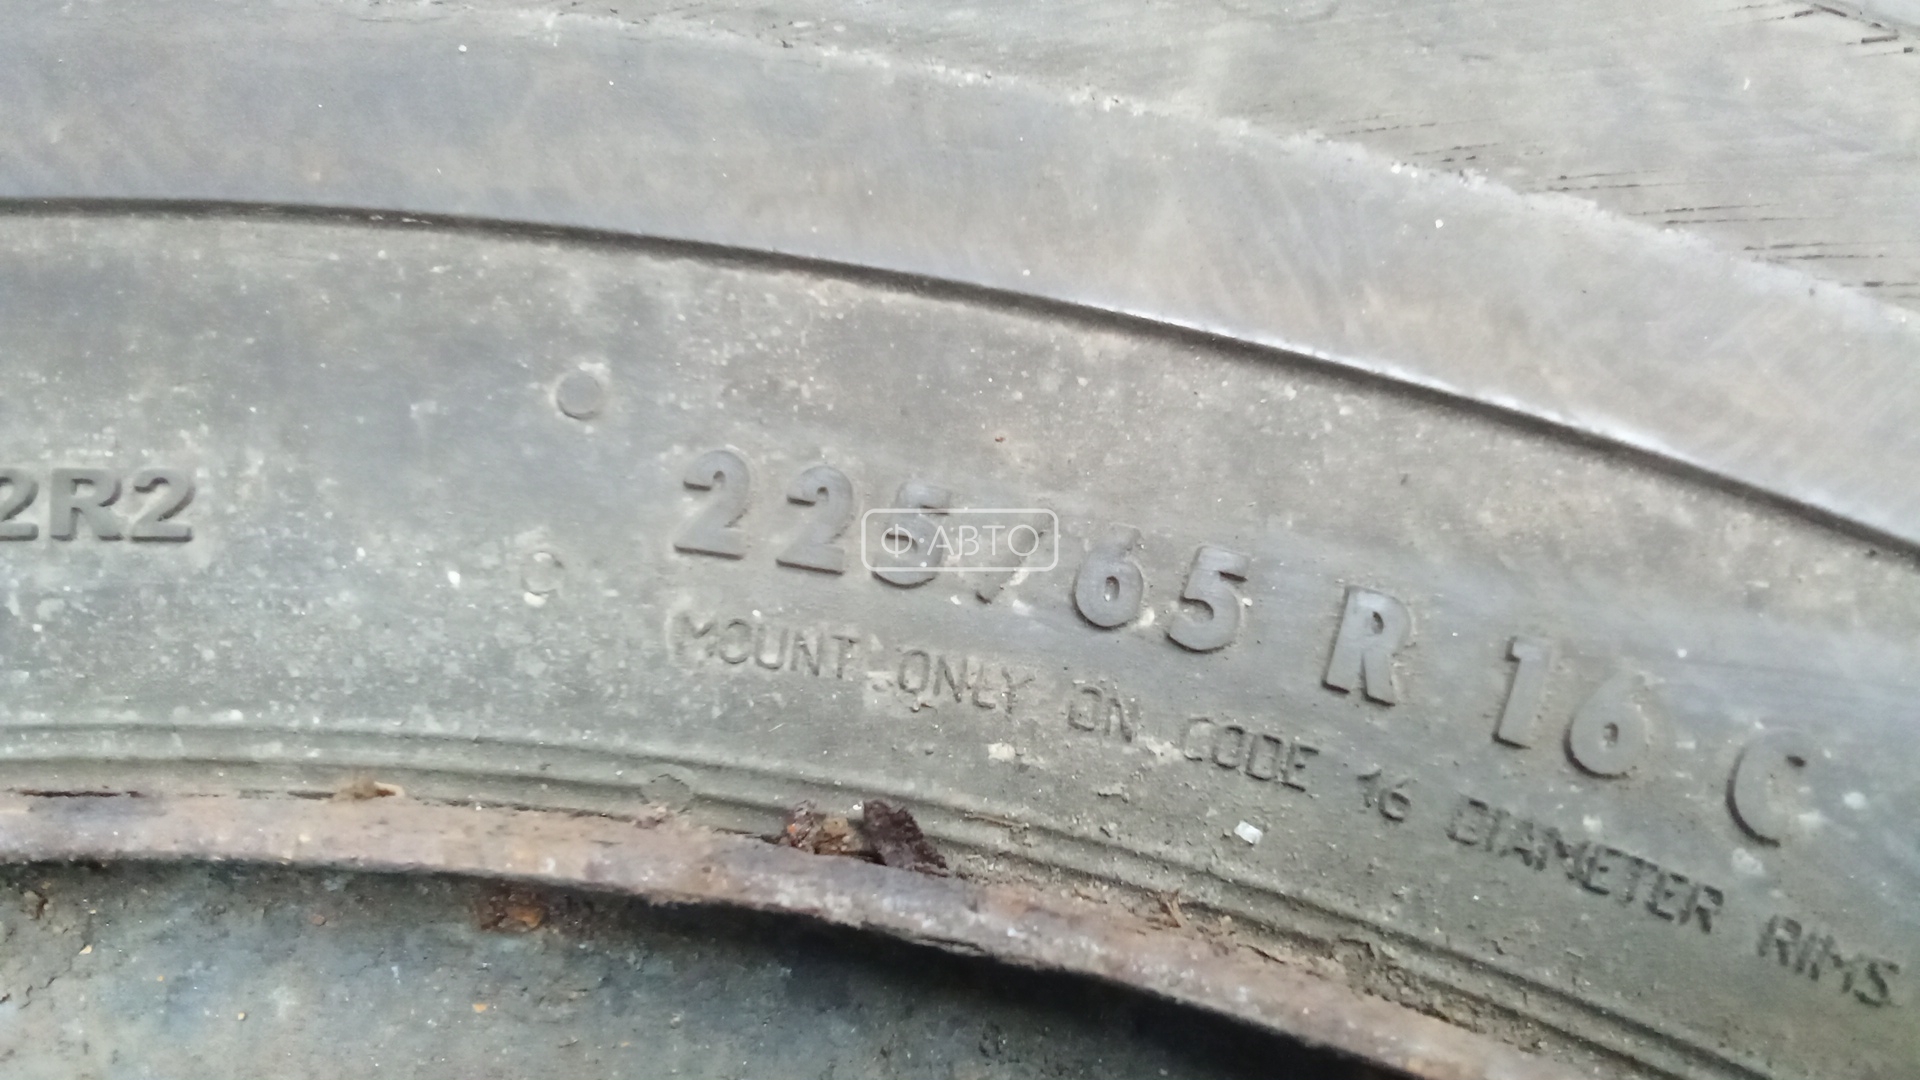 2R2
225/65 R 16 C
MOUNT ONLY ON CODE 16 DIAMETER RIMS
Ф·АВТО